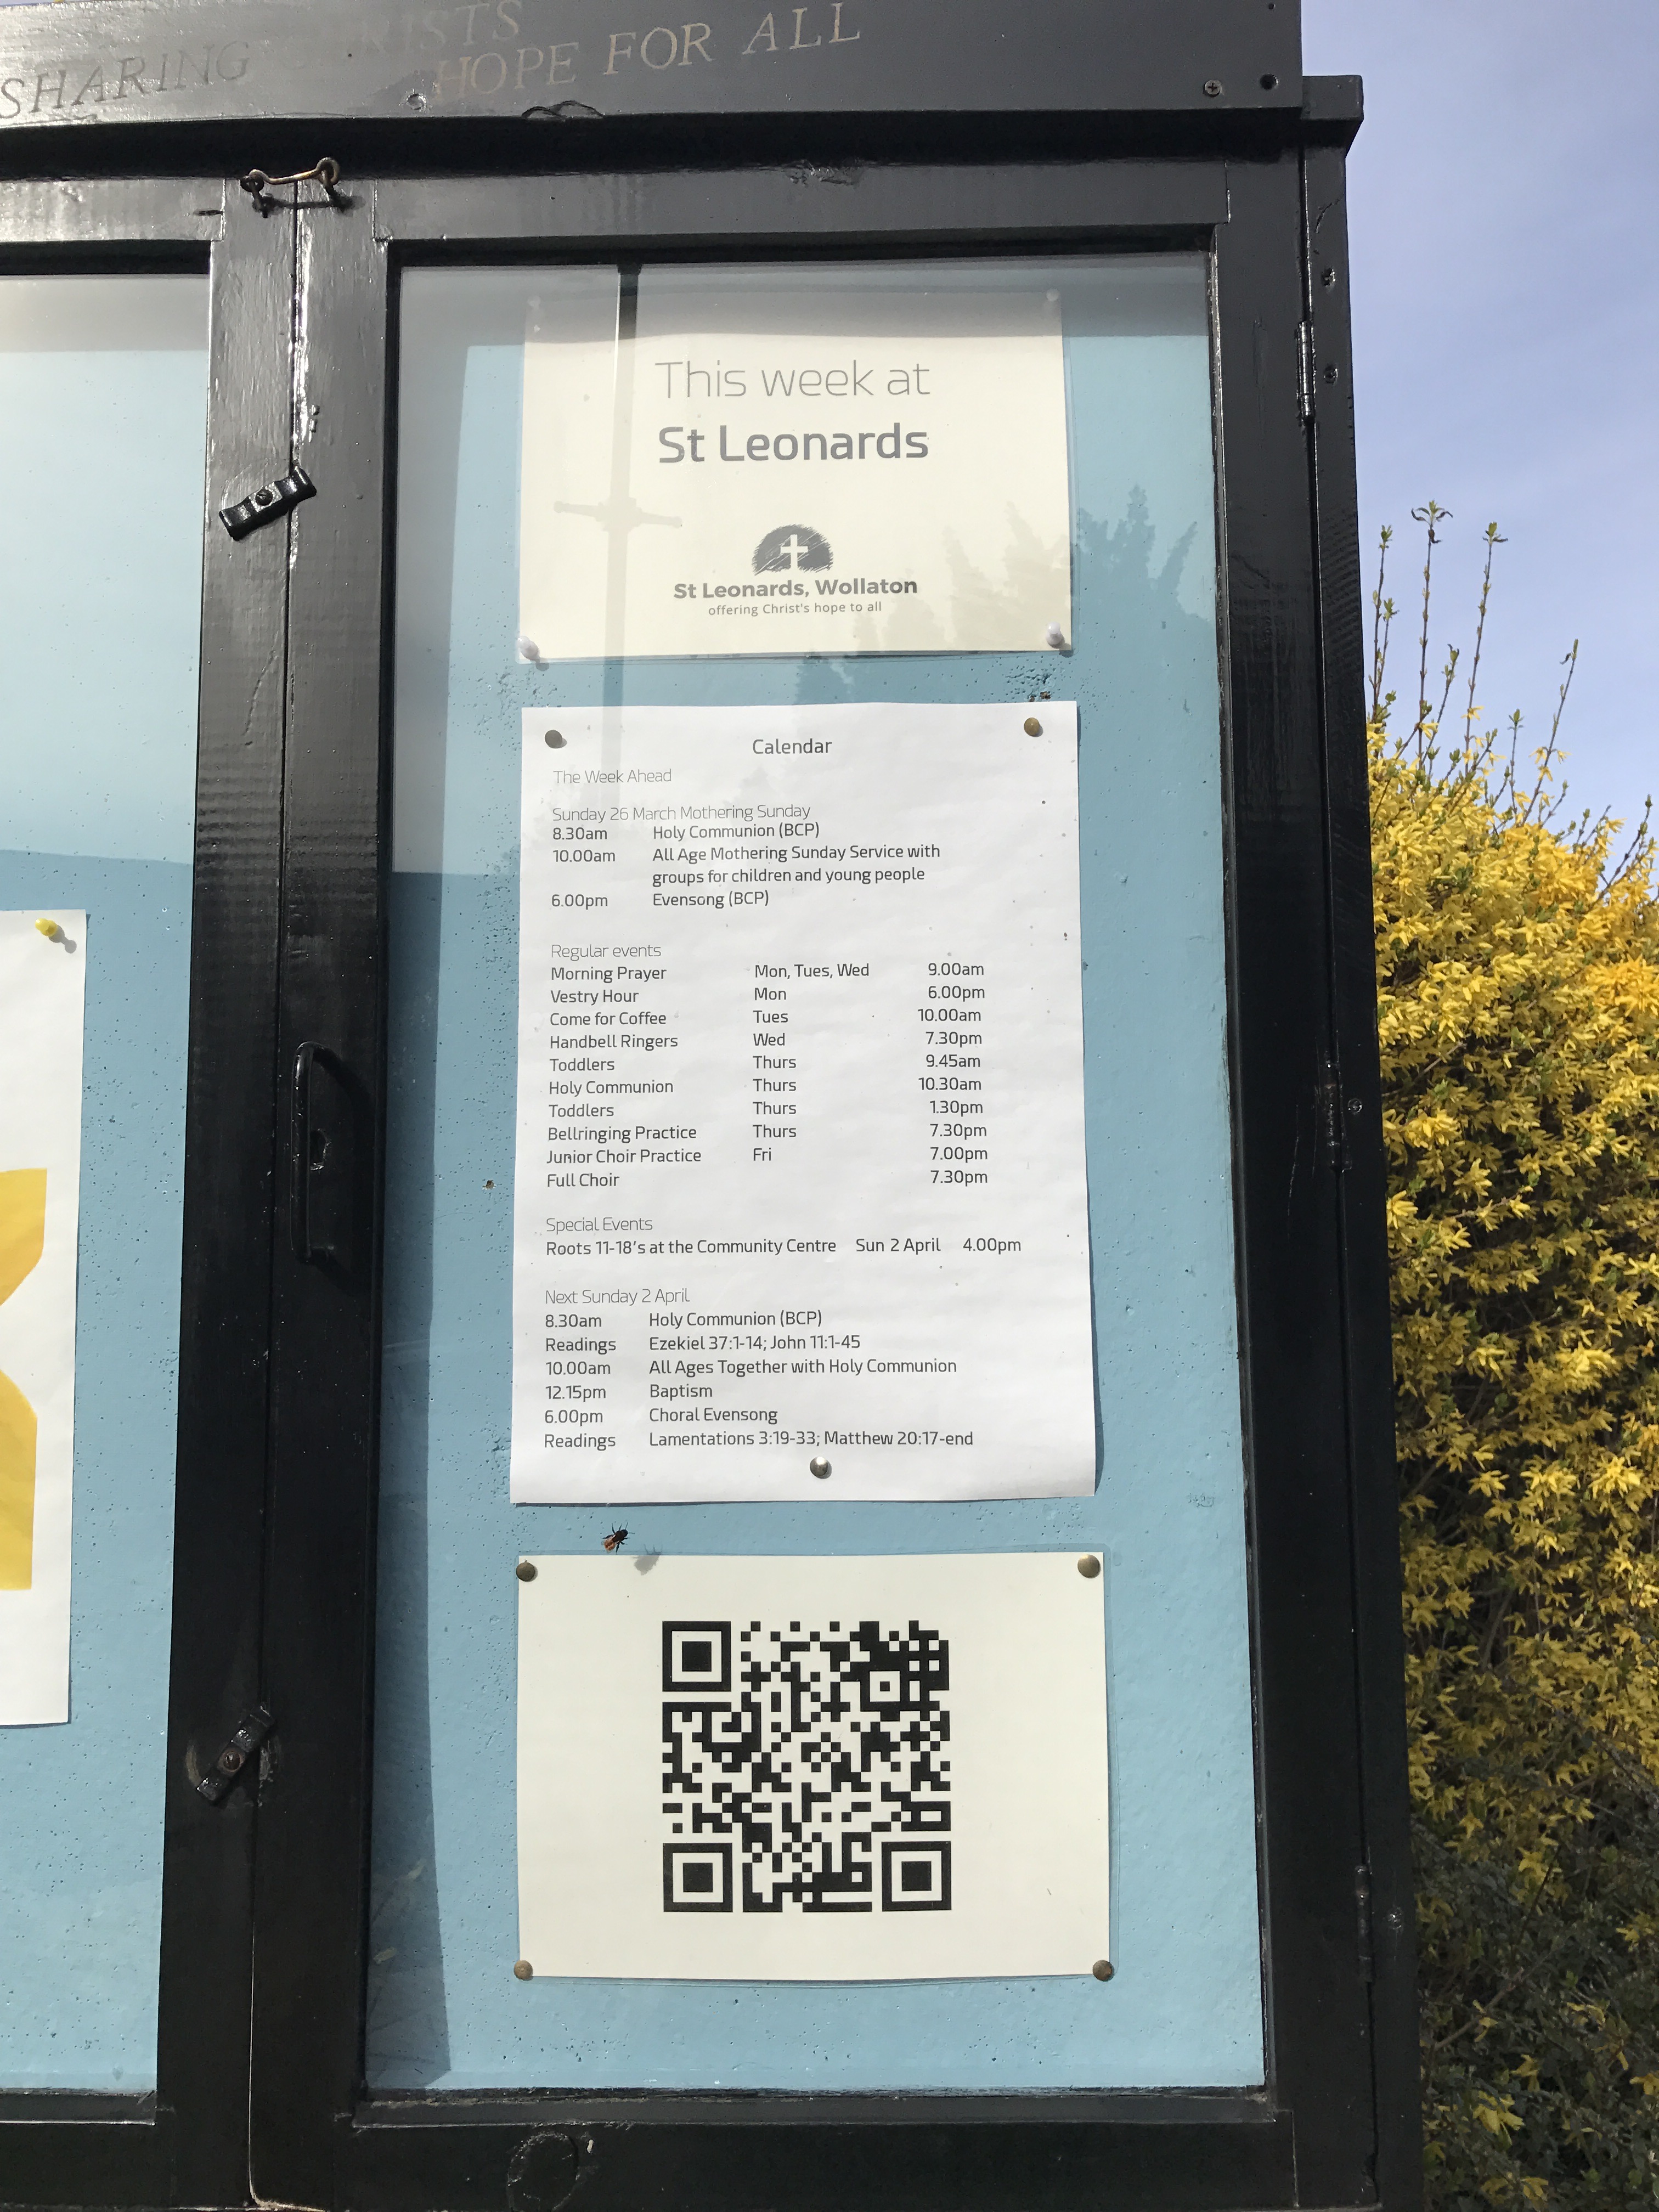 SHARING CHRISTS
HOPE FOR ALL
This week at
St Leonards
St Leonards, Wollaton
offering Christ's hope to all
Calendar
The Week Ahead
Sunday 26 March Mothering Sunday
8.30am Holy Communion (BCP)
10.00am All Age Mothering Sunday Service with
groups for children and young people
6.00pm Evensong (BCP)
Regular events
Morning Prayer Mon, Tues, Wed 9.00am
Vestry Hour Mon 6.00pm
Come for Coffee Tues 10.00am
Handbell Ringers Wed 7.30pm
Toddlers Thurs 9.45am
Holy Communion Thurs 10.30am
Toddlers Thurs 1.30pm
Bellringing Practice Thurs 7.30pm
Junior Choir Practice Fri 7.00pm
Full Choir 7.30pm
Special Events
Roots 11-18's at the Community Centre Sun 2 April 4.00pm
Next Sunday 2 April
8.30am Holy Communion (BCP)
Readings Ezekiel 37:1-14; John 11:1-45
10.00am All Ages Together with Holy Communion
12.15pm Baptism
6.00pm Choral Evensong
Readings Lamentations 3:19-33; Matthew 20:17-end